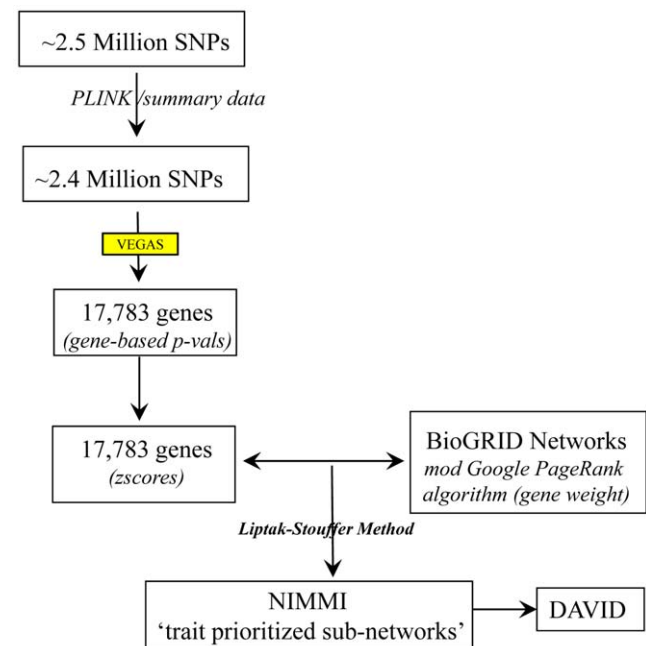 ~2.5 Million SNPs
PLINK/summary data
~2.4 Million SNPs
VEGAS
17,783 genes
(gene-based p-vals)
17,783 genes
(zscores)
BioGRID Networks
mod Google PageRank
algorithm (gene weight)
Liptak-Stouffer Method
NIMMI
‘trait prioritized sub-networks’
DAVID